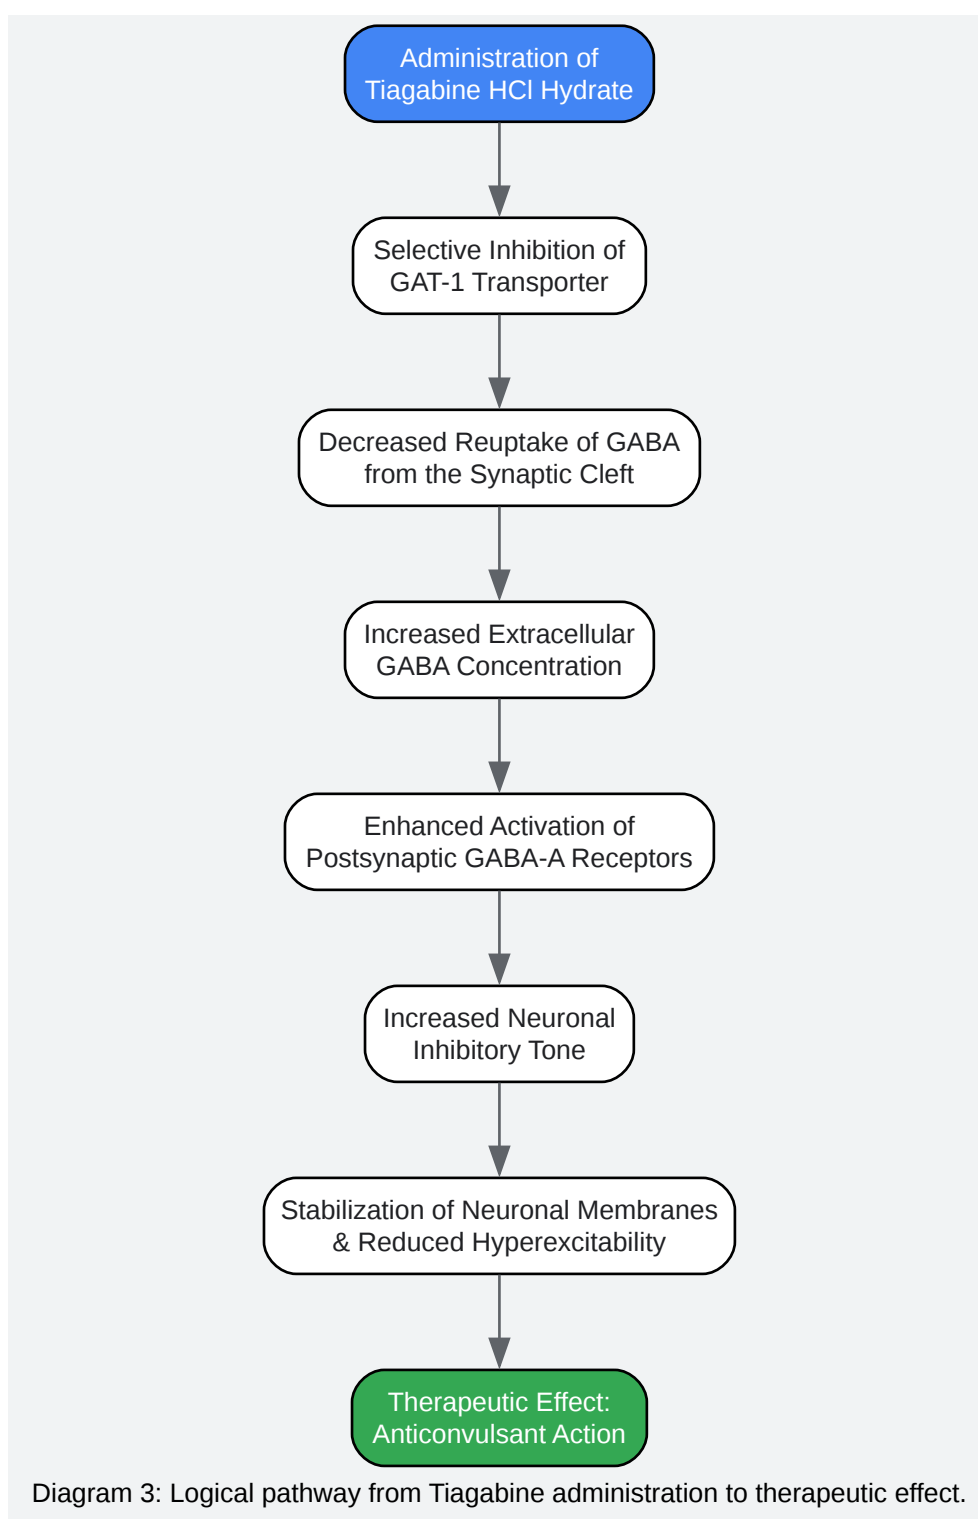 Administration of
Tiagabine HCl Hydrate
Selective Inhibition of
GAT-1 Transporter
Decreased Reuptake of GABA
from the Synaptic Cleft
Increased Extracellular
GABA Concentration
Enhanced Activation of
Postsynaptic GABA-A Receptors
Increased Neuronal
Inhibitory Tone
Stabilization of Neuronal Membranes
& Reduced Hyperexcitability
Therapeutic Effect:
Anticonvulsant Action
Diagram 3: Logical pathway from Tiagabine administration to therapeutic effect.